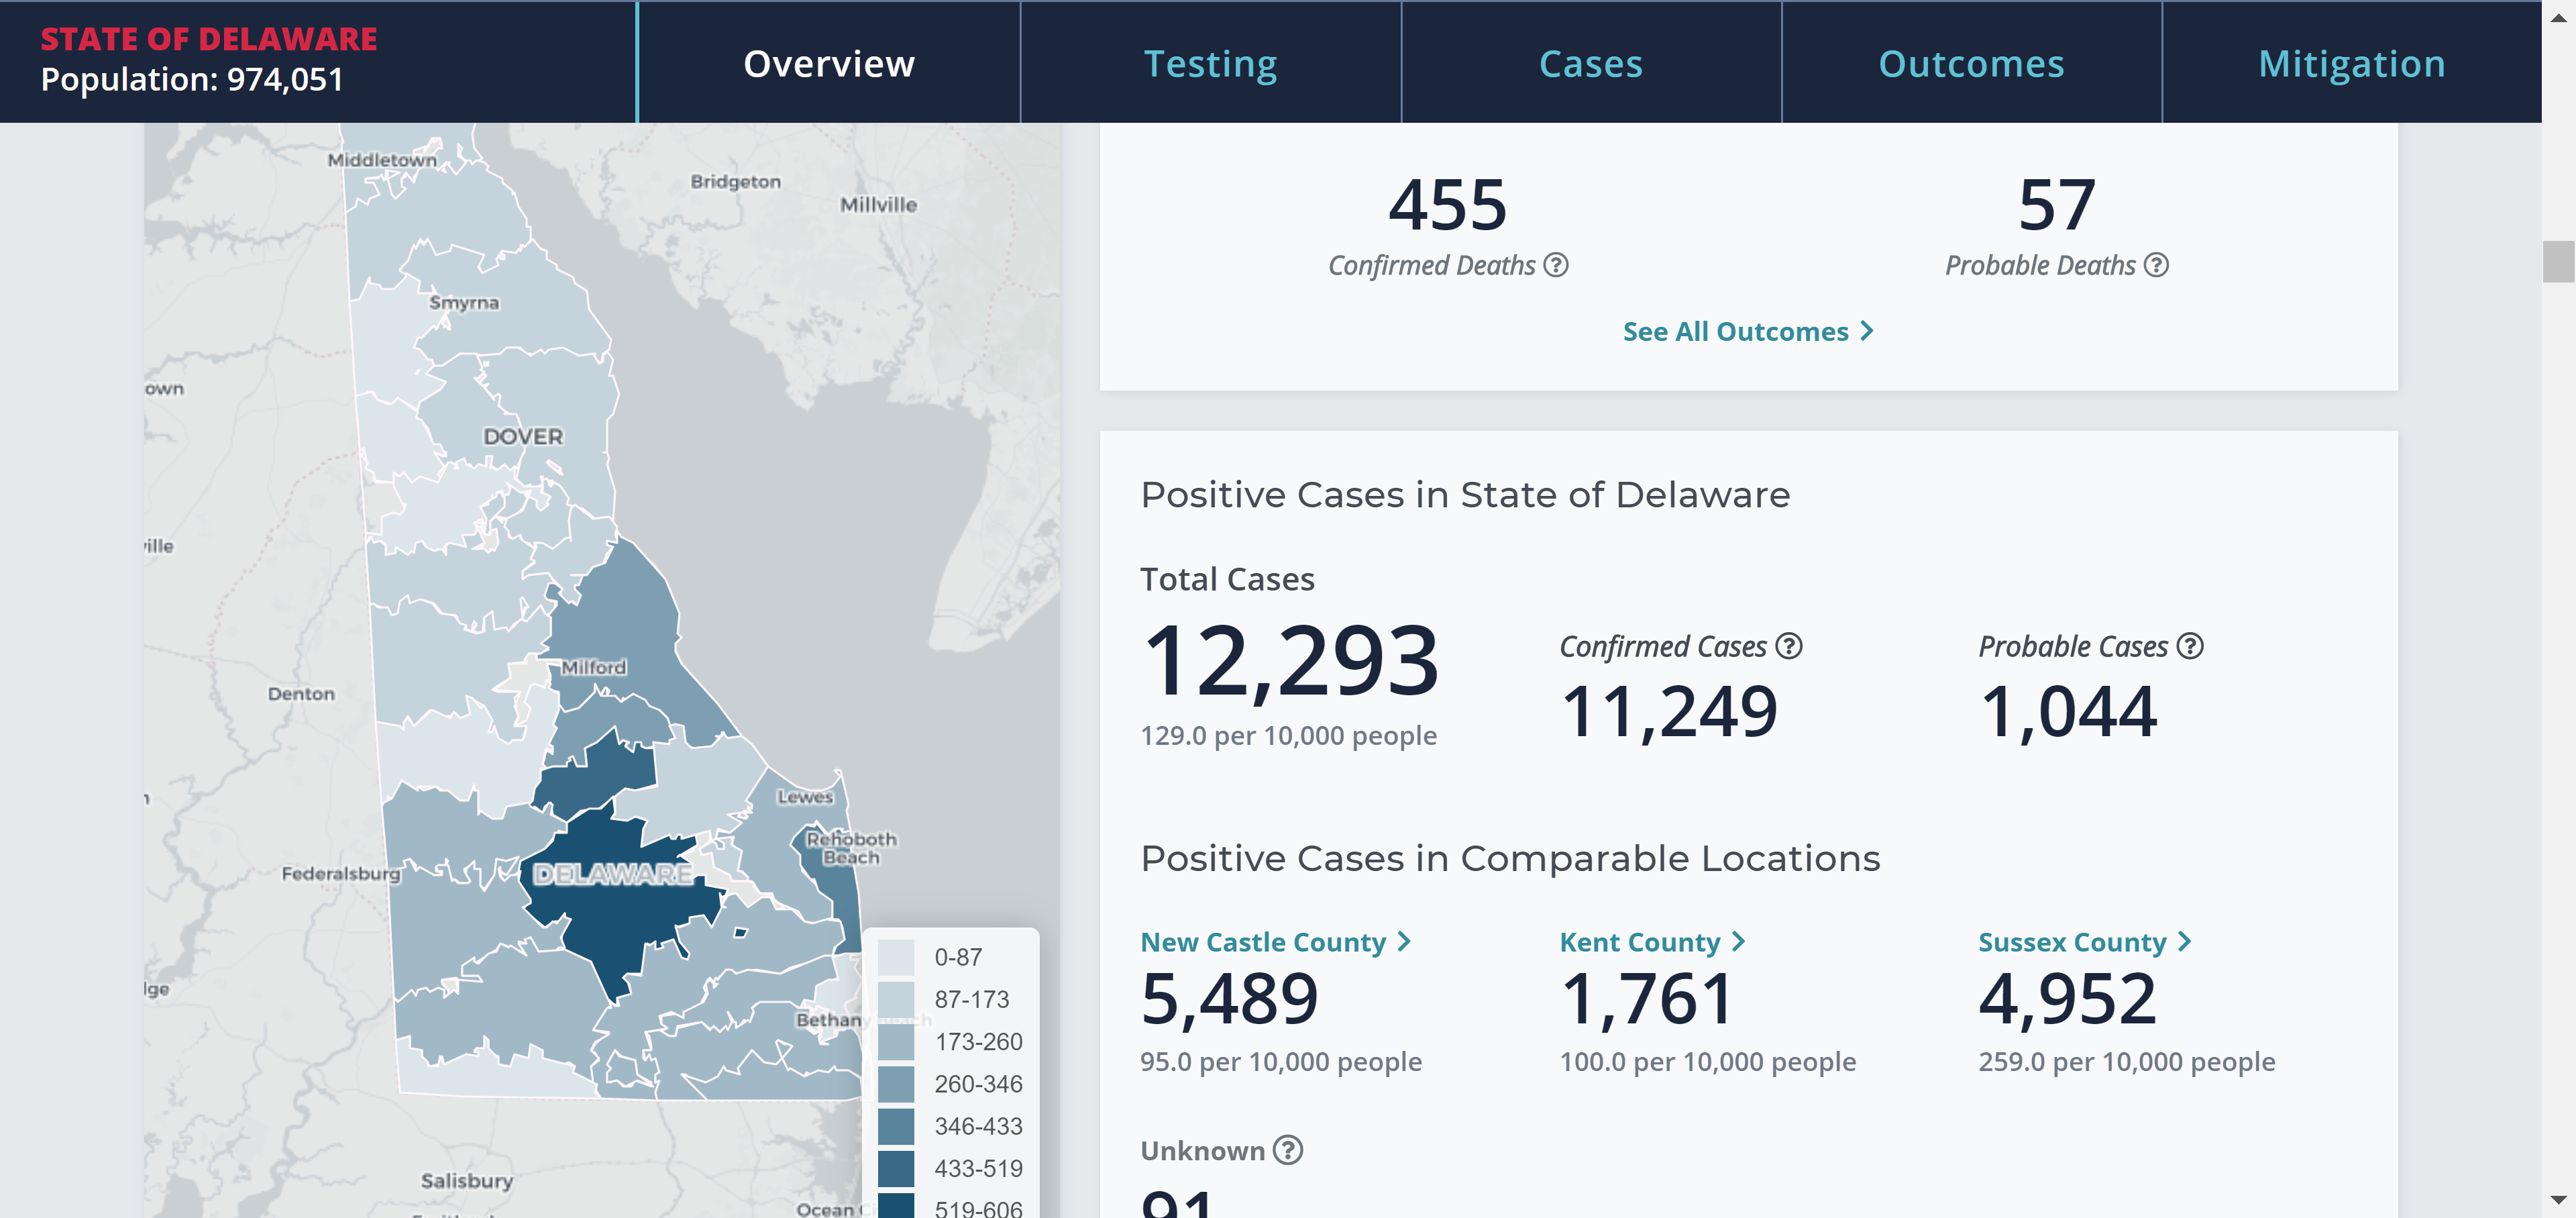 STATE OF DELAWARE
Population: 974,051
Overview
Testing
Cases
Outcomes
Mitigation
Middletown
Bridgeton
Millville
Smyrna
own
DOVER
ville
Milford
Denton
Lewes
Rehoboth
Beach
Federalsburg
DELAWARE
lge
Bethany Beach
Salisbury
Ocean Ci
0-87
87-173
173-260
260-346
346-433
433-519
519-606
455
Confirmed Deaths ?
57
Probable Deaths ?
See All Outcomes >
Positive Cases in State of Delaware
Total Cases
12,293
129.0 per 10,000 people
Confirmed Cases ?
11,249
Probable Cases ?
1,044
Positive Cases in Comparable Locations
New Castle County >
5,489
95.0 per 10,000 people
Kent County >
1,761
100.0 per 10,000 people
Sussex County >
4,952
259.0 per 10,000 people
Unknown ?
91